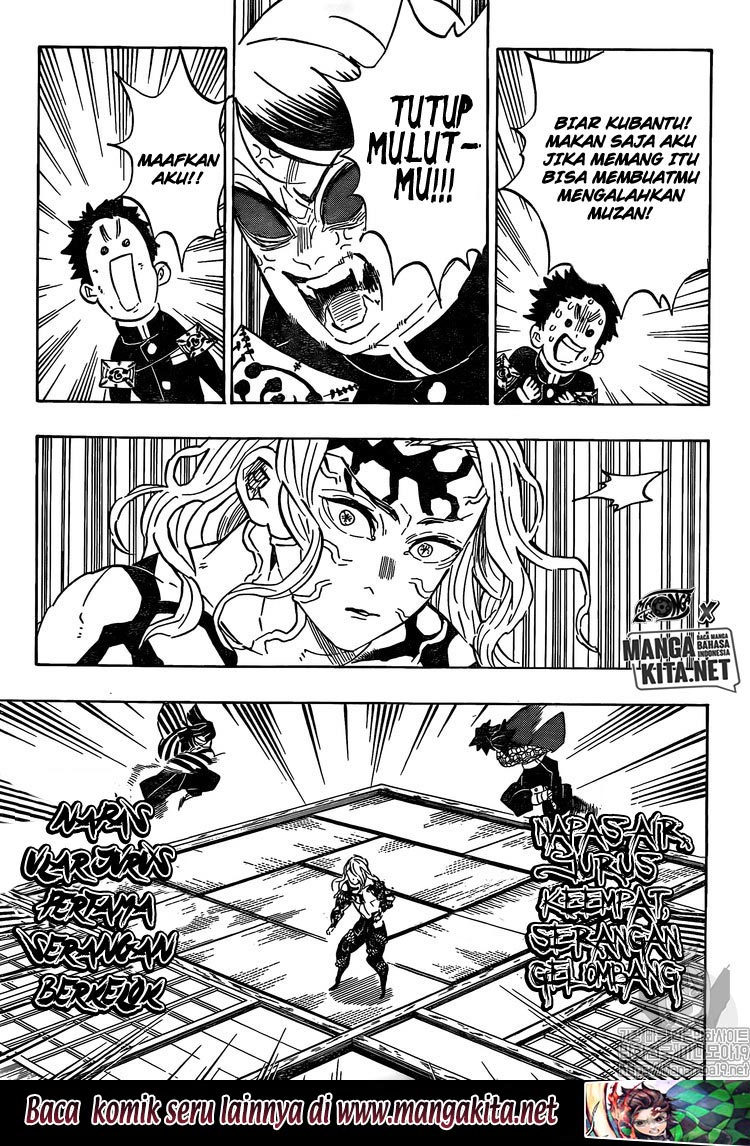 BIAR KUBANTU!
MAKAN SAJA AKU
JIKA MEMANG ITU
BISA MEMBUATMU
MENGALAHKAN
MUZAN!
TUTUP
MULUT-
MU!!!
MAAFKAN
AKU!!
X
MANGA
KITA.NET
BACA MANGA
BAHASA
INDONESIA
NAPAS AIR,
JURUS
KEEMPAT,
SERANGAN
GELOMBANG
NAPAS
ULAR JURUS
PERTAMA
SERANGAN
BERKELOK
Baca komik seru lainnya di www.mangakita.net